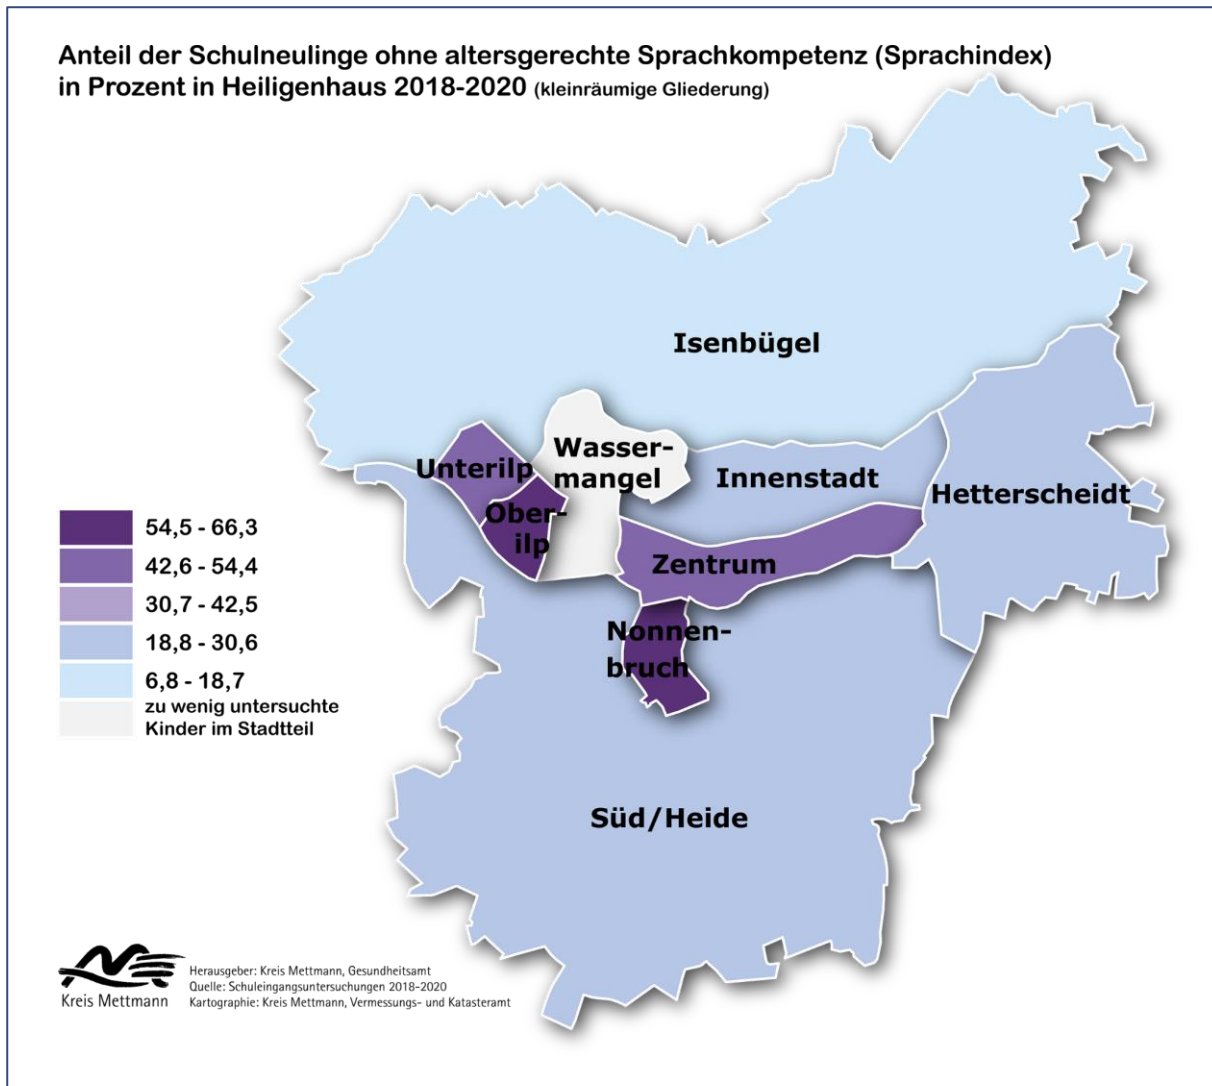 Anteil der Schulneulinge ohne altersgerechte Sprachkompetenz (Sprachindex)
in Prozent in Heiligenhaus 2018-2020 (kleinräumige Gliederung)
Isenbügel
Wasser-
mangel
Unterilp
Innenstadt
Hetterscheidt
Ober-
ilp
Zentrum
Nonnen-
bruch
Süd/Heide
54,5 - 66,3
42,6 - 54,4
30,7 - 42,5
18,8 - 30,6
6,8 - 18,7
zu wenig untersuchte
Kinder im Stadtteil
Kreis Mettmann
Herausgeber: Kreis Mettmann, Gesundheitsamt
Quelle: Schuleingangsuntersuchungen 2018-2020
Kartographie: Kreis Mettmann, Vermessungs- und Katasteramt